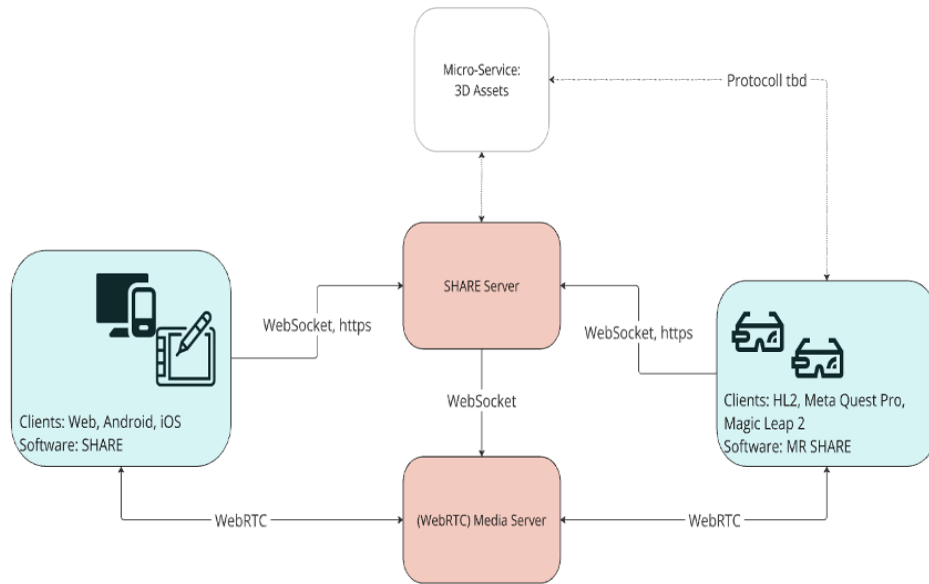 Micro-Service:
3D Assets
Protocoll tbd
SHARE Server
WebSocket, https
WebSocket, https
Clients: Web, Android, iOS
Software: SHARE
WebSocket
Clients: HL2, Meta Quest Pro,
Magic Leap 2
Software: MR SHARE
WebRTC
(WebRTC) Media Server
WebRTC